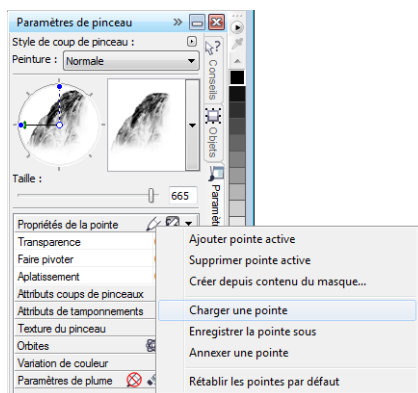 Paramètres de pinceau
Style de coup de pinceau :
Peinture : Normale
Taille :
665
Propriétés de la pointe
Transparence
Faire pivoter
Aplatissement
Attributs coups de pinceaux
Attributs de tamponnements
Texture du pinceau
Orbites
Variation de couleur
Paramètres de plume
Conseils
Objets
Paramèt
Ajouter pointe active
Supprimer pointe active
Créer depuis contenu du masque...
Charger une pointe
Enregistrer la pointe sous
Annexer une pointe
Rétablir les pointes par défaut